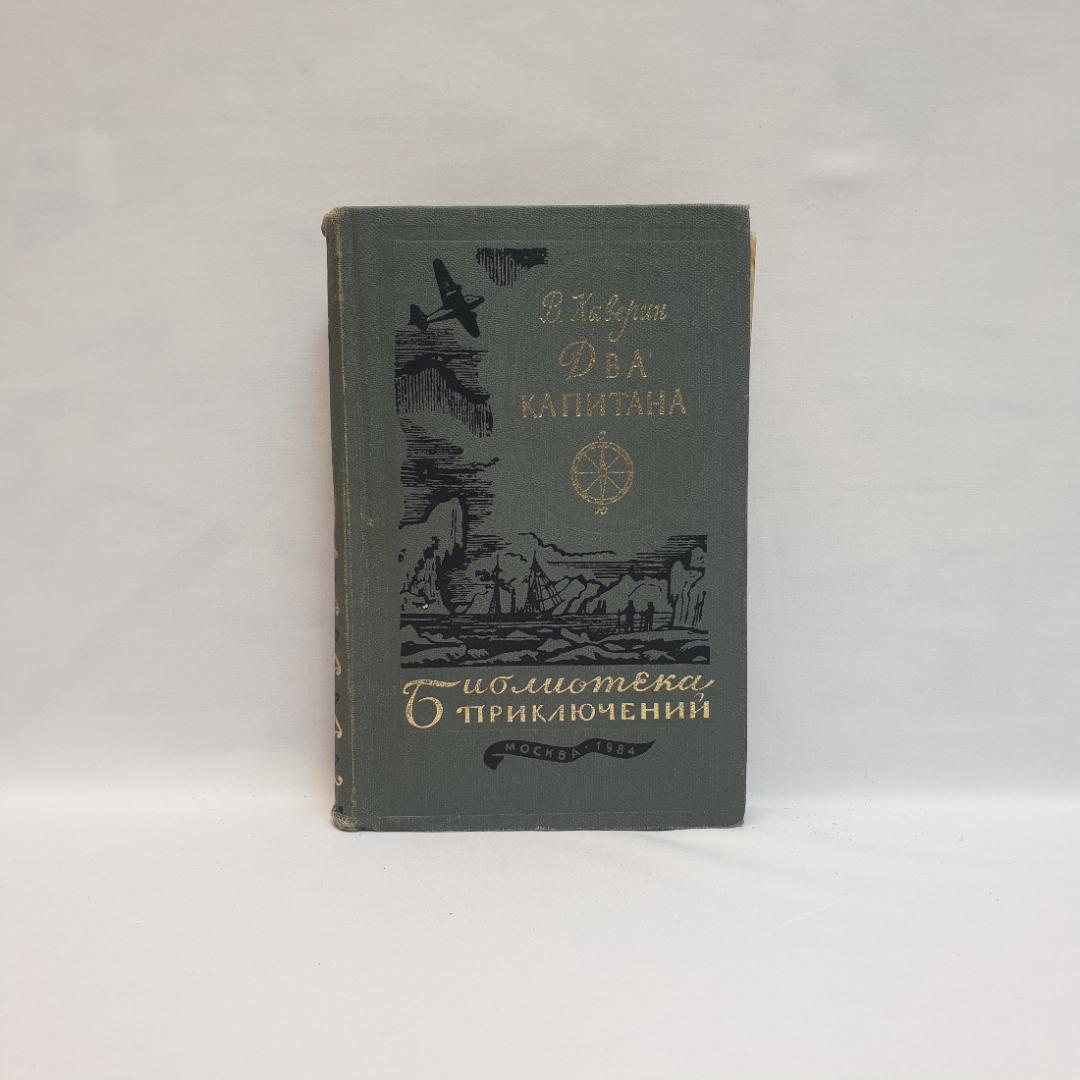 В. Каверин
Два
капитана
С
Ю
Библиотека
приключений
МОСКВА · 1984